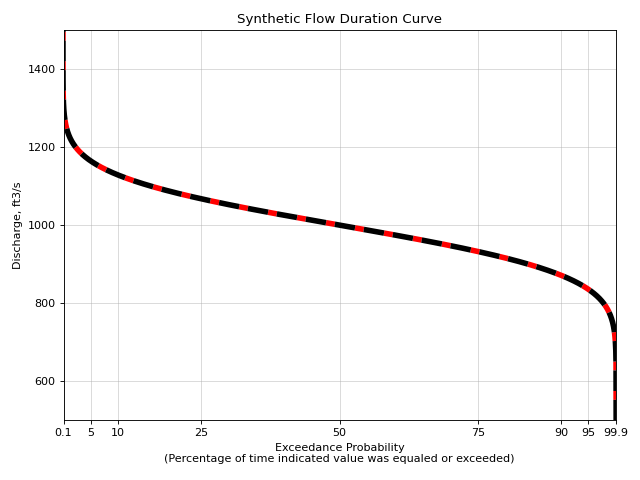 Synthetic Flow Duration Curve
Discharge, ft3/s
1400
1200
1000
800
600
0.1 5 10 25 50 75 90 95 99.9
Exceedance Probability
(Percentage of time indicated value was equaled or exceeded)